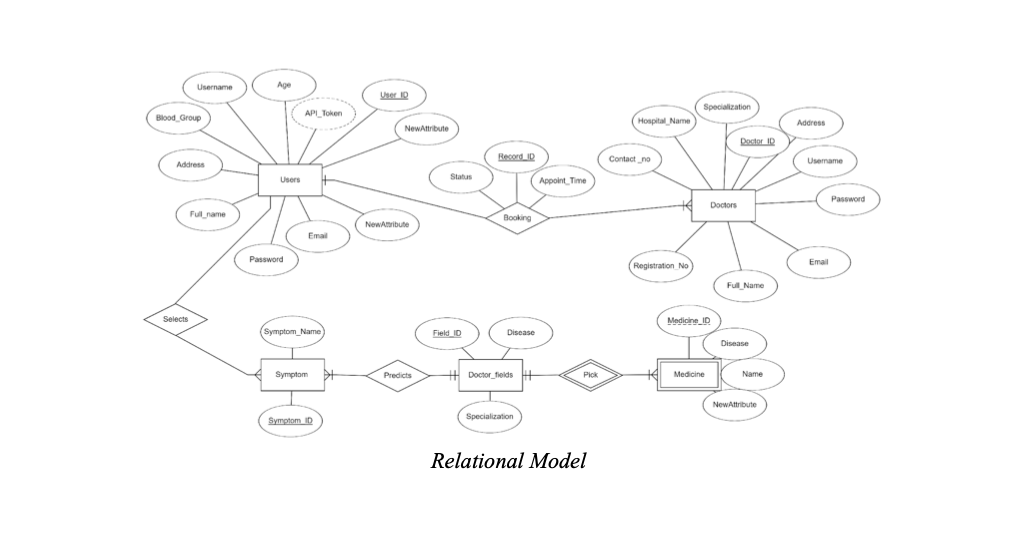 Username
Age
API_Token
User_ID
Blood_Group
NewAttribute
Address
Users
Full_name
Email
NewAttribute
Password
Status
Record_ID
Appoint_Time
Booking
Hospital_Name
Specialization
Doctor_ID
Address
Contact _no
Username
Doctors
Password
Registration_No
Full_Name
Email
Selects
Symptom_Name
Symptom
Symptom_ID
Predicts
Field_ID
Disease
Doctor_fields
Specialization
Pick
Medicine_ID
Disease
Medicine
Name
NewAttribute
Relational Model